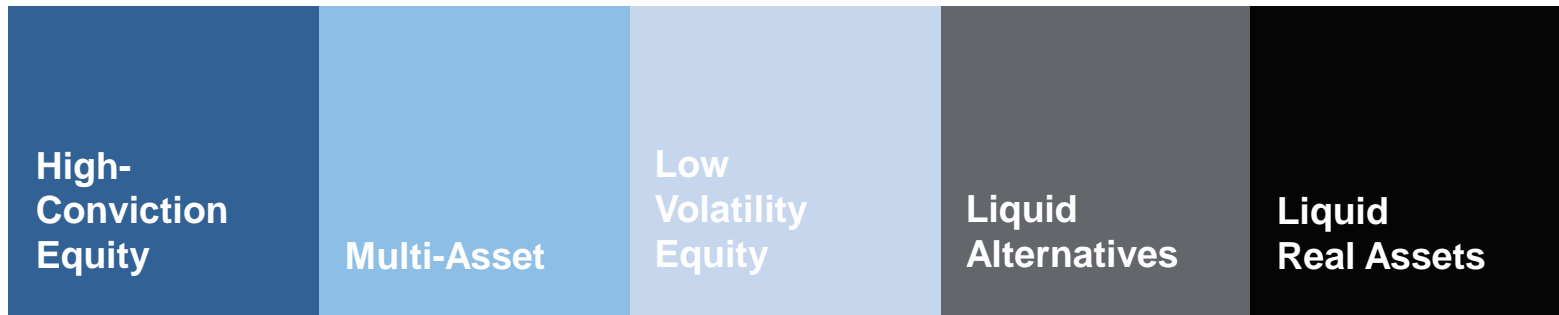 High-
Conviction
Equity
Multi-Asset
Low
Volatility
Equity
Liquid
Alternatives
Liquid
Real Assets